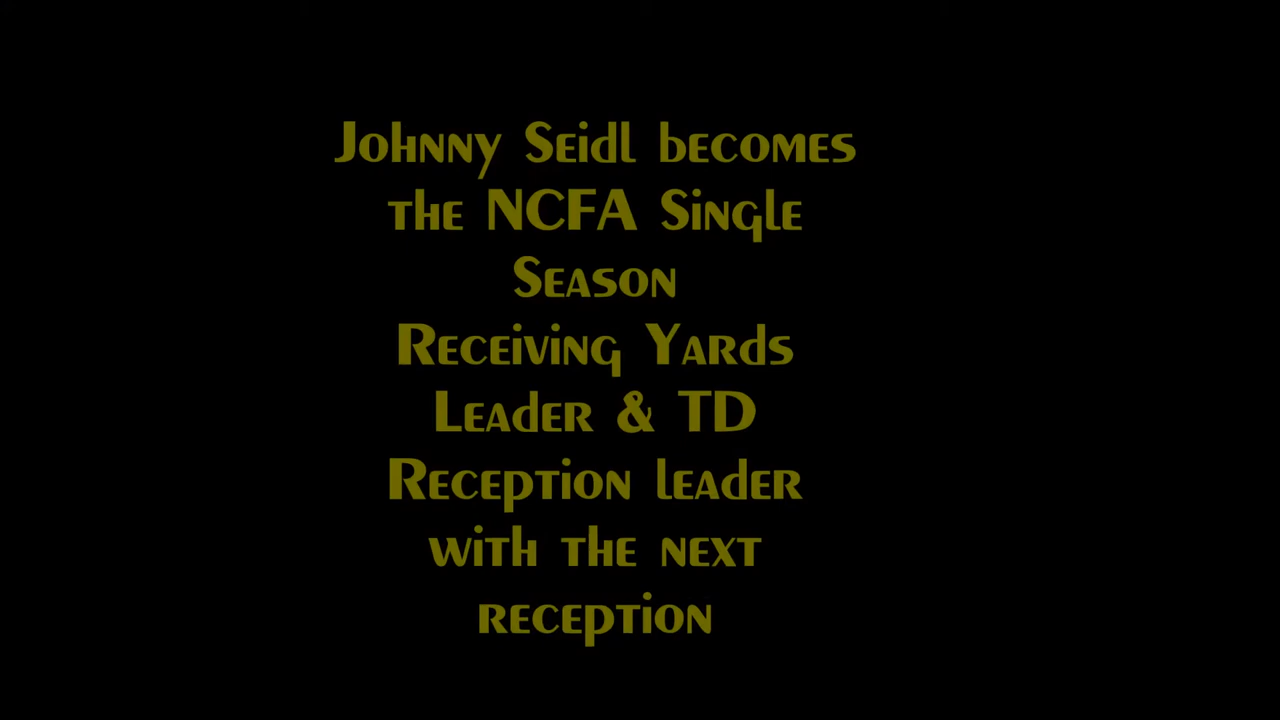 Johnny Seidl becomes
the NCFA Single
Season
Receiving Yards
Leader & TD
Reception leader
with the next
reception